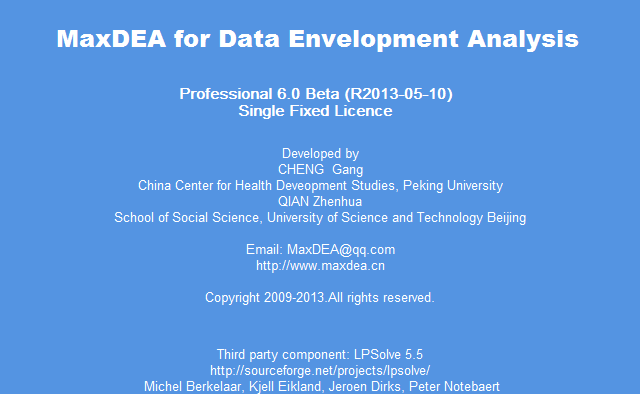 MaxDEA for Data Envelopment Analysis
Professional 6.0 Beta (R2013-05-10)
Single Fixed Licence
Developed by
CHENG  Gang
China Center for Health Deveopment Studies, Peking University
QIAN Zhenhua
School of Social Science, University of Science and Technology Beijing
Email: MaxDEA@qq.com
http://www.maxdea.cn
Copyright 2009-2013.All rights reserved.
Third party component: LPSolve 5.5
http://sourceforge.net/projects/lpsolve/
Michel Berkelaar, Kjell Eikland, Jeroen Dirks, Peter Notebaert